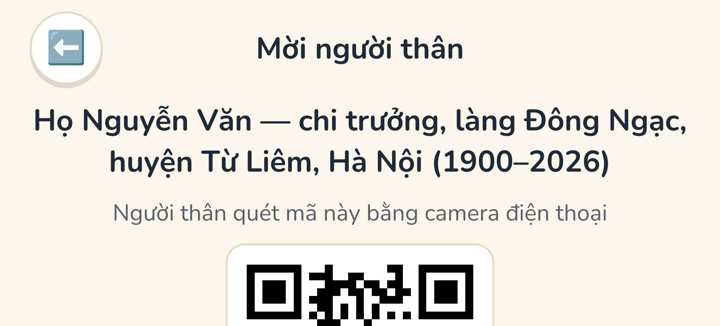 Mời người thân
Họ Nguyễn Văn — chi trưởng, làng Đông Ngạc,
huyện Từ Liêm, Hà Nội (1900–2026)
Người thân quét mã này bằng camera điện thoại